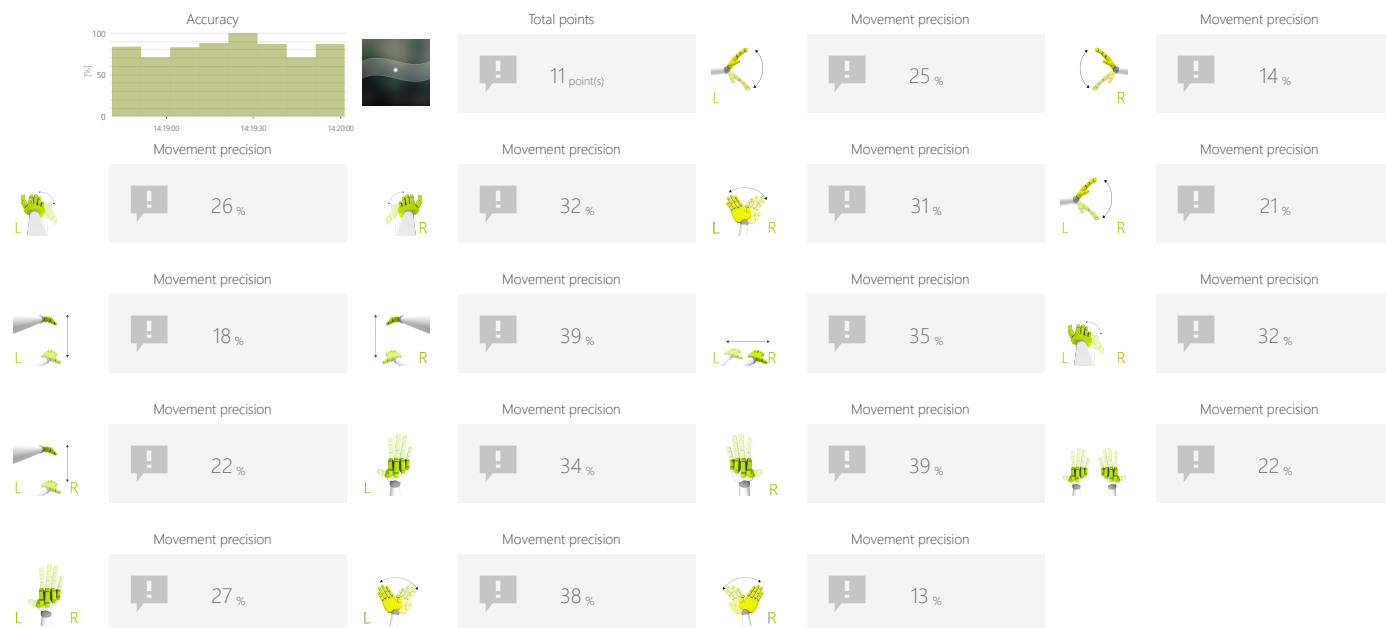 Accuracy
Total points
Movement precision
Movement precision
100
50
0
[%]
14:19:00
14:19:30
14:20:00
11 point(s)
L
25 %
R
14 %
Movement precision
Movement precision
Movement precision
Movement precision
L
26 %
R
32 %
L
R
31 %
L
R
21 %
Movement precision
Movement precision
Movement precision
Movement precision
L
18 %
R
39 %
L
R
35 %
L
R
32 %
Movement precision
Movement precision
Movement precision
Movement precision
L
R
22 %
L
34 %
R
39 %
22 %
Movement precision
Movement precision
Movement precision
L
R
27 %
L
38 %
R
13 %